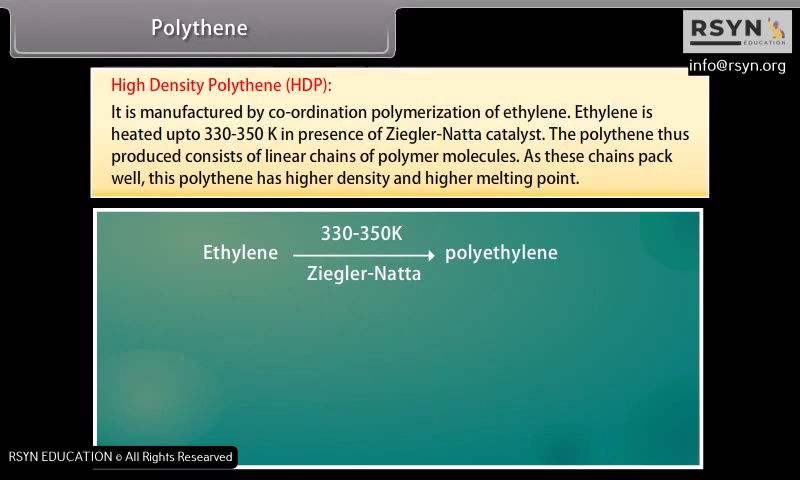 Polythene
RSYN
EDUCATION
info@rsyn.org
High Density Polythene (HDP):
It is manufactured by co-ordination polymerization of ethylene. Ethylene is
heated upto 330-350 K in presence of Ziegler-Natta catalyst. The polythene thus
produced consists of linear chains of polymer molecules. As these chains pack
well, this polythene has higher density and higher melting point.
330-350K
Ethylene polyethylene
Ziegler-Natta
RSYN EDUCATION © All Rights Researved